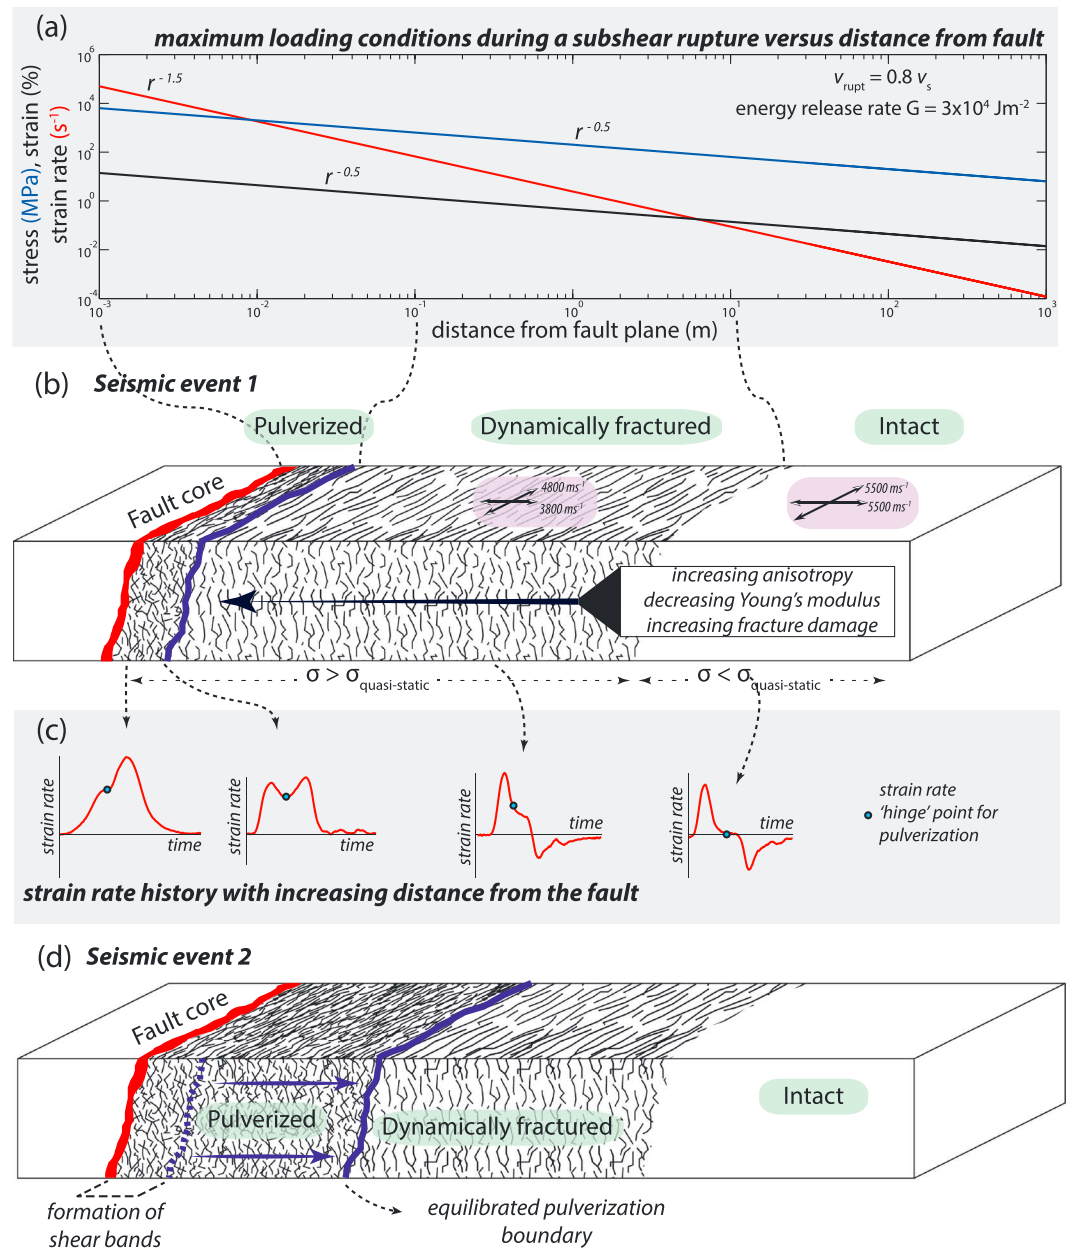 (a)
maximum loading conditions during a subshear rupture versus distance from fault
stress (MPa), strain (%)
strain rate (s-1)
10^6
10^4
10^2
10^0
10^-2
10^-4
r^-1.5
r^-0.5
r^-0.5
v_rupt = 0.8 v_s
energy release rate G = 3x10^4 Jm^-2
10^-3
10^-2
10^-1
10^0
10^1
10^2
10^3
distance from fault plane (m)
(b)
Seismic event 1
Pulverized
Dynamically fractured
Intact
Fault core
4800 ms^-1
3800 ms^-1
5500 ms^-1
5500 ms^-1
increasing anisotropy
decreasing Young's modulus
increasing fracture damage
σ > σ_quasi-static
σ < σ_quasi-static
(c)
strain rate
time
strain rate
time
strain rate
time
strain rate
time
strain rate
'hinge' point for
pulverization
strain rate history with increasing distance from the fault
(d)
Seismic event 2
Fault core
Pulverized
Dynamically fractured
Intact
formation of
shear bands
equilibrated pulverization
boundary